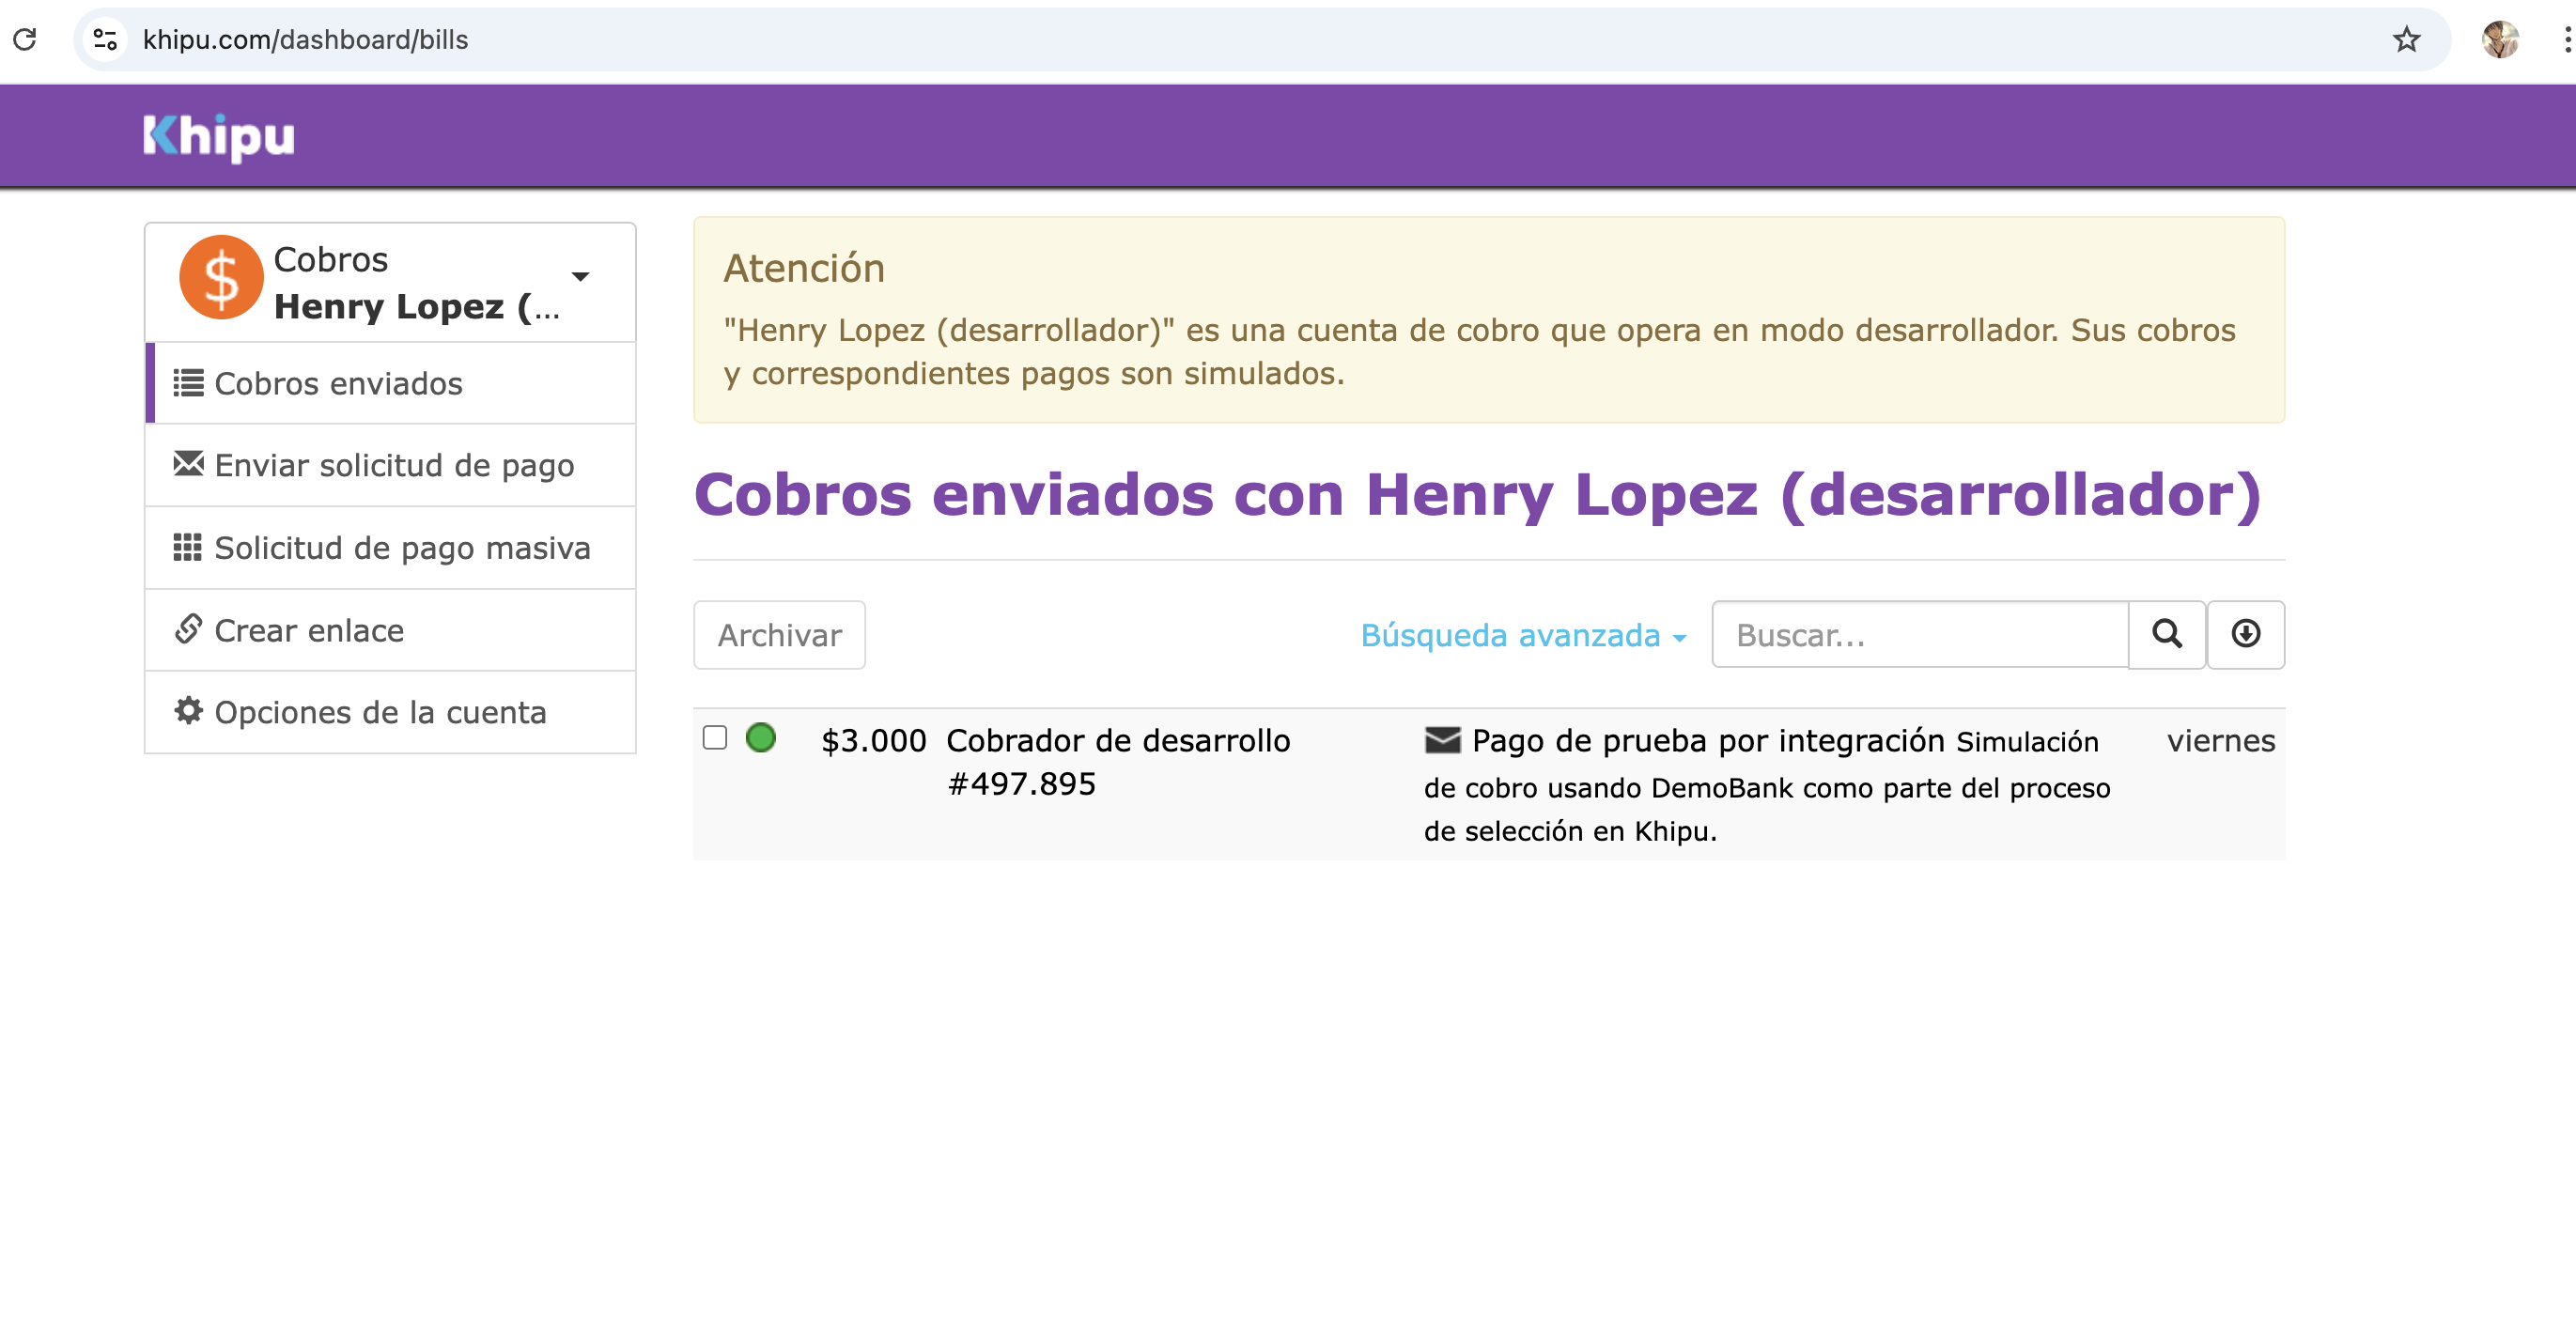 khipu.com/dashboard/bills
Khipu
Cobros
Henry Lopez (...
Cobros enviados
Enviar solicitud de pago
Solicitud de pago masiva
Crear enlace
Opciones de la cuenta
Atención
"Henry Lopez (desarrollador)" es una cuenta de cobro que opera en modo desarrollador. Sus cobros
y correspondientes pagos son simulados.
Cobros enviados con Henry Lopez (desarrollador)
Archivar
Búsqueda avanzada
Buscar...
$3.000 Cobrador de desarrollo
#497.895
Pago de prueba por integración Simulación
de cobro usando DemoBank como parte del proceso
de selección en Khipu.
viernes